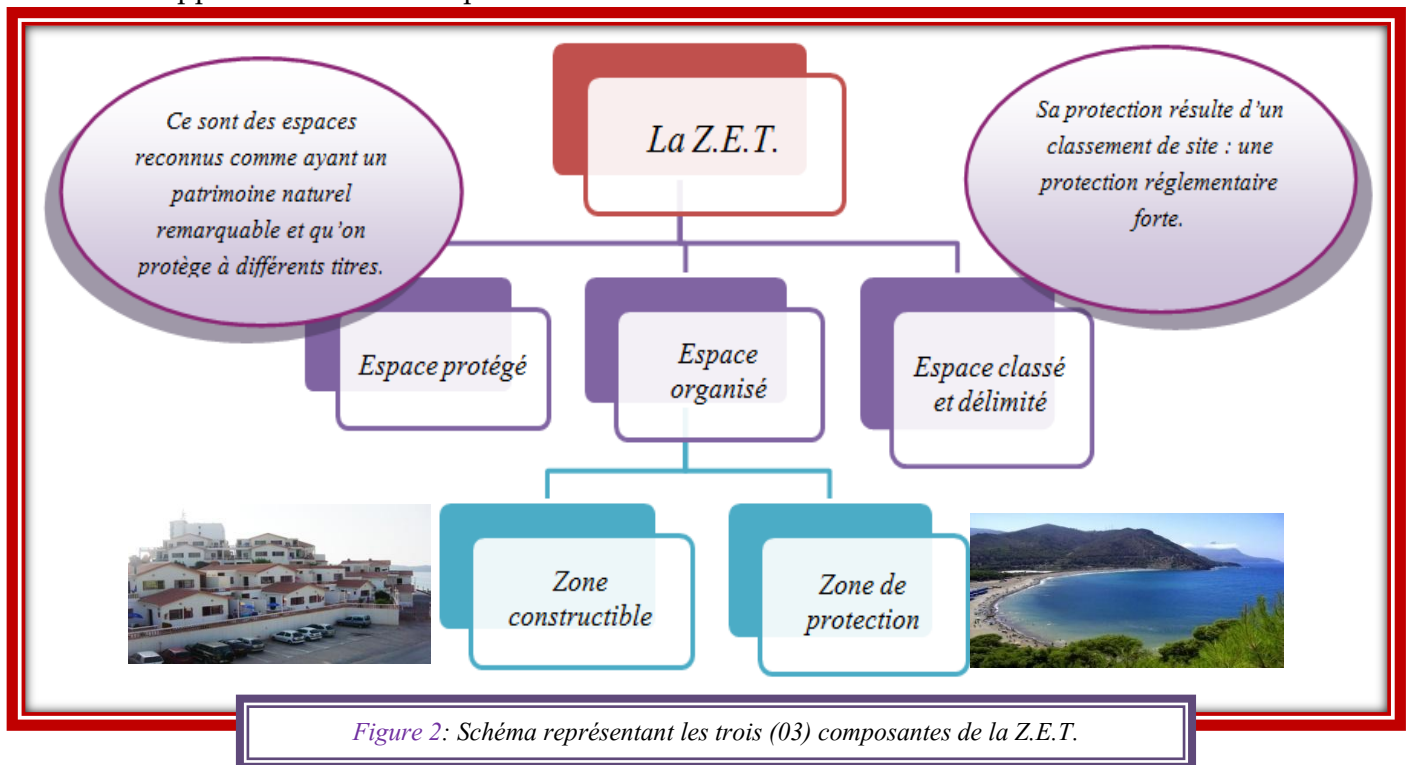 La Z.E.T.
Ce sont des espaces
reconnus comme ayant un
patrimoine naturel
remarquable et qu'on
protège à différents titres.
Sa protection résulte d'un
classement de site : une
protection réglementaire
forte.
Espace protégé
Espace
organisé
Espace classé
et délimité
Zone
constructible
Zone de
protection
Figure 2: Schéma représentant les trois (03) composantes de la Z.E.T.